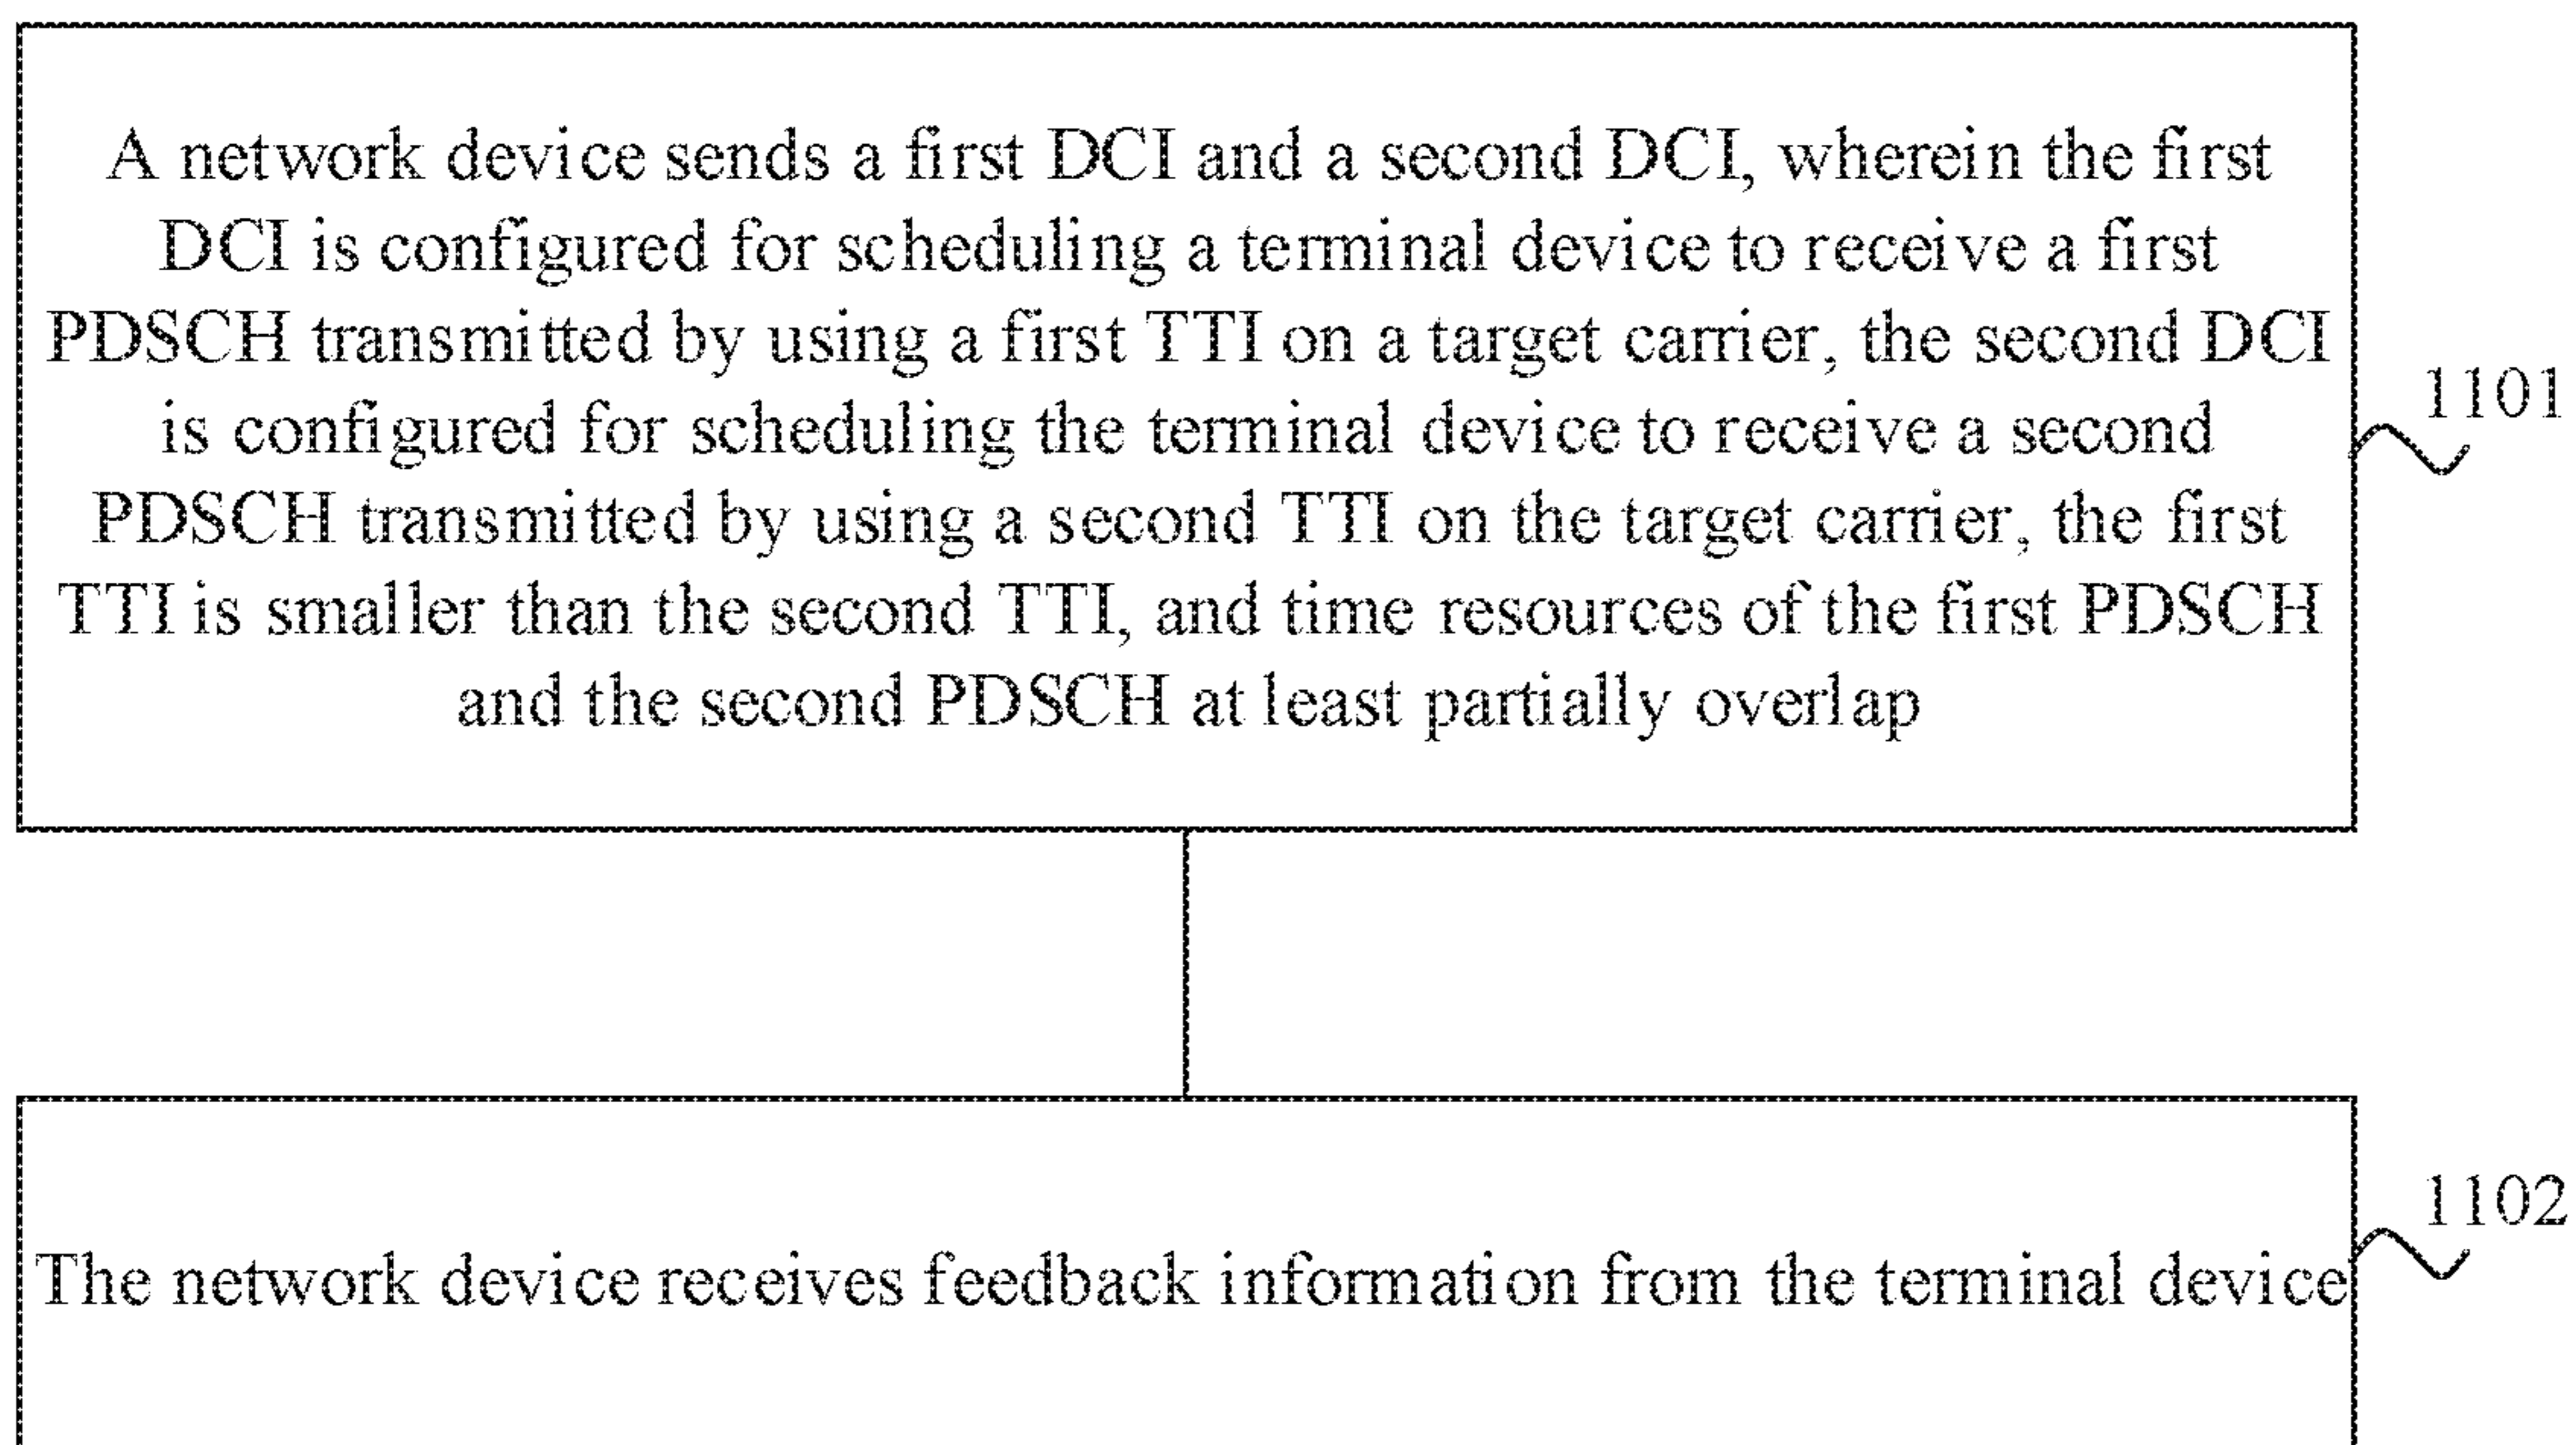 A network device sends a first DCI and a second DCI, wherein the first
DCI is configured for scheduling a terminal device to receive a first
PDSCH transmitted by using a first TTI on a target carrier, the second DCI
is configured for scheduling the terminal device to receive a second
PDSCH transmitted by using a second TTI on the target carrier, the first
TTI is smaller than the second TTI, and time resources of the first PDSCH
and the second PDSCH at least partially overlap
1101
The network device receives feedback information from the terminal device
1102